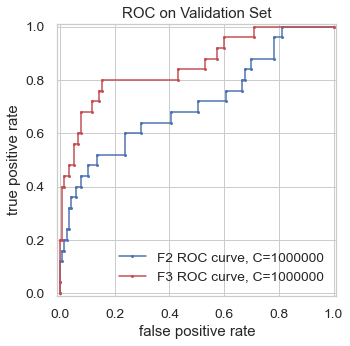 ROC on Validation Set
true positive rate
1.0
0.8
0.6
0.4
0.2
0.0
F2 ROC curve, C=1000000
F3 ROC curve, C=1000000
0.0 0.2 0.4 0.6 0.8 1.0
false positive rate